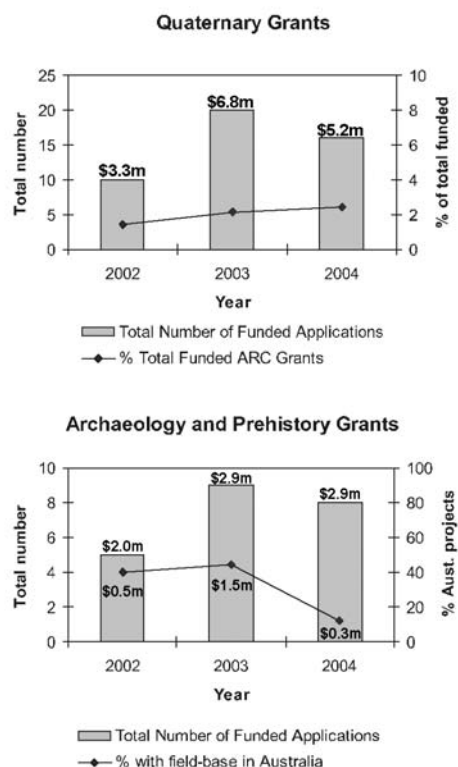 Quaternary Grants
25
20
15
10
5
0
Total number
$3.3m
$6.8m
$5.2m
10
8
6
4
2
0
% of total funded
2002 2003 2004
Year
Total Number of Funded Applications
% Total Funded ARC Grants
Archaeology and Prehistory Grants
10
8
6
4
2
0
Total number
$2.0m
$2.9m
$2.9m
$0.5m
$1.5m
$0.3m
100
80
60
40
20
0
% Aust. projects
2002 2003 2004
Year
Total Number of Funded Applications
% with field-base in Australia